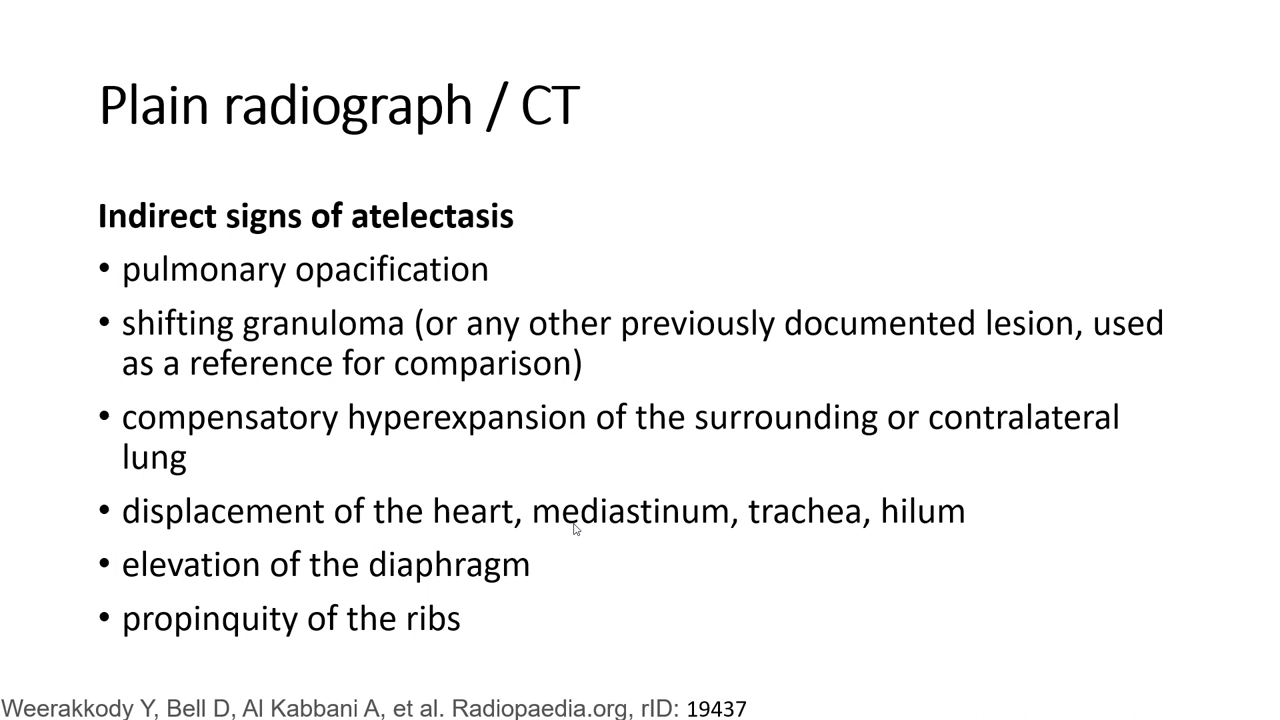 Plain radiograph / CT
Indirect signs of atelectasis
• pulmonary opacification
• shifting granuloma (or any other previously documented lesion, used
as a reference for comparison)
• compensatory hyperexpansion of the surrounding or contralateral
lung
• displacement of the heart, mediastinum, trachea, hilum
• elevation of the diaphragm
• propinquity of the ribs
Weerakkody Y, Bell D, Al Kabbani A, et al. Radiopaedia.org, rID: 19437